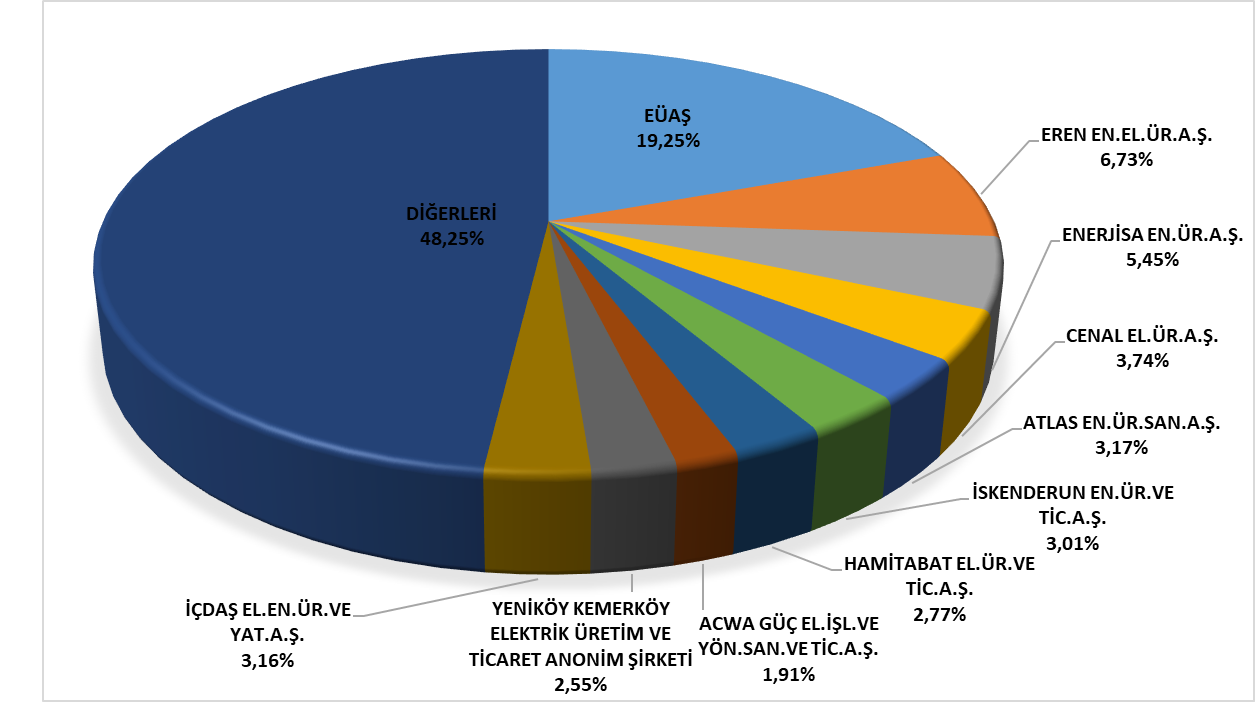 EÜAŞ
19,25%
EREN EN.EL.ÜR.A.Ş.
6,73%
ENERJİSA EN.ÜR.A.Ş.
5,45%
CENAL EL.ÜR.A.Ş.
3,74%
ATLAS EN.ÜR.SAN.A.Ş.
3,17%
İSKENDERUN EN.ÜR.VE
TİC.A.Ş.
3,01%
HAMİTABAT EL.ÜR.VE
TİC.A.Ş.
2,77%
ACWA GÜÇ EL.İŞL.VE
YÖN.SAN.VE TİC.A.Ş.
1,91%
YENİKÖY KEMERKÖY
ELEKTRİK ÜRETİM VE
TİCARET ANONİM ŞİRKETİ
2,55%
İÇDAŞ EL.EN.ÜR.VE
YAT.A.Ş.
3,16%
DİĞERLERİ
48,25%